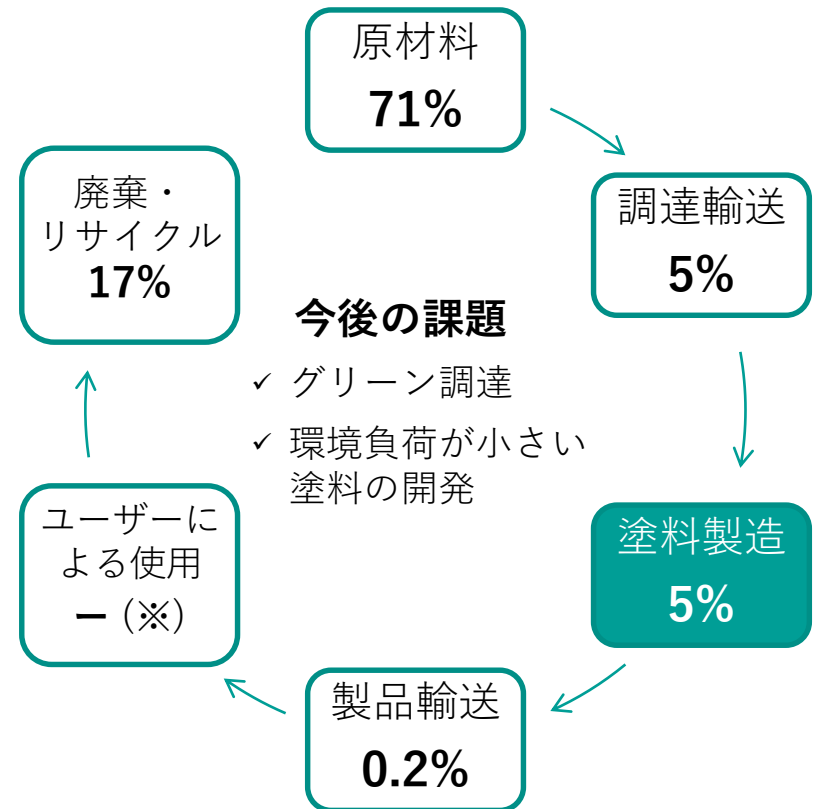 原材料
71%
調達輸送
5%
塗料製造
5%
製品輸送
0.2%
ユーザーに
よる使用
ー (※)
廃棄・
リサイクル
17%
今後の課題
✓ グリーン調達
✓ 環境負荷が小さい
塗料の開発